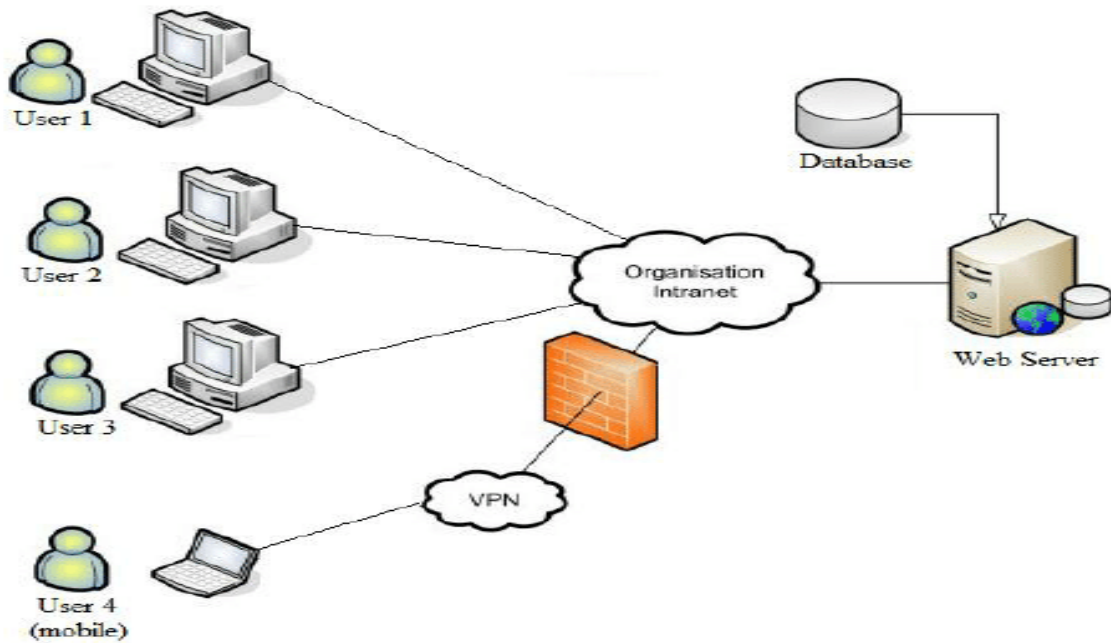 User 1
Database
User 2
Organisation
Intranet
Web Server
User 3
VPN
User 4
(mobile)